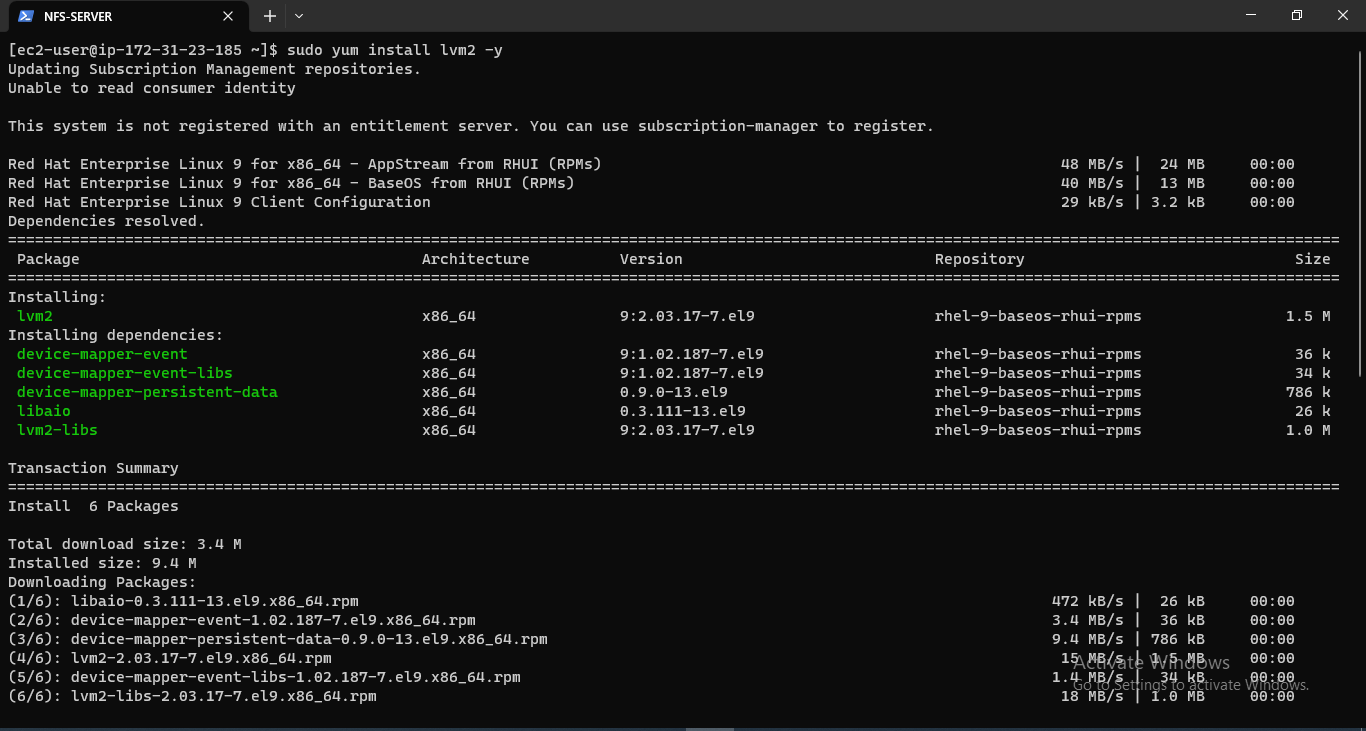 NFS-SERVER
[ec2-user@ip-172-31-23-185 ~]$ sudo yum install lvm2 -y
Updating Subscription Management repositories.
Unable to read consumer identity
This system is not registered with an entitlement server. You can use subscription-manager to register.
Red Hat Enterprise Linux 9 for x86_64 - AppStream from RHUI (RPMs) 48 MB/s | 24 MB 00:00
Red Hat Enterprise Linux 9 for x86_64 - BaseOS from RHUI (RPMs) 40 MB/s | 13 MB 00:00
Red Hat Enterprise Linux 9 Client Configuration 29 kB/s | 3.2 kB 00:00
Dependencies resolved.
Package Architecture Version Repository Size
Installing:
lvm2 x86_64 9:2.03.17-7.el9 rhel-9-baseos-rhui-rpms 1.5 M
Installing dependencies:
device-mapper-event x86_64 9:1.02.187-7.el9 rhel-9-baseos-rhui-rpms 36 k
device-mapper-event-libs x86_64 9:1.02.187-7.el9 rhel-9-baseos-rhui-rpms 34 k
device-mapper-persistent-data x86_64 0.9.0-13.el9 rhel-9-baseos-rhui-rpms 786 k
libaio x86_64 0.3.111-13.el9 rhel-9-baseos-rhui-rpms 26 k
lvm2-libs x86_64 9:2.03.17-7.el9 rhel-9-baseos-rhui-rpms 1.0 M
Transaction Summary
Install 6 Packages
Total download size: 3.4 M
Installed size: 9.4 M
Downloading Packages:
(1/6): libaio-0.3.111-13.el9.x86_64.rpm 472 kB/s | 26 kB 00:00
(2/6): device-mapper-event-1.02.187-7.el9.x86_64.rpm 3.4 MB/s | 36 kB 00:00
(3/6): device-mapper-persistent-data-0.9.0-13.el9.x86_64.rpm 9.4 MB/s | 786 kB 00:00
(4/6): lvm2-2.03.17-7.el9.x86_64.rpm 15 MB/s | 1.5 MB 00:00
Activate Windows
(5/6): device-mapper-event-libs-1.02.187-7.el9.x86_64.rpm 1.4 MB/s | 34 kB 00:00
Go to Settings to activate Windows.
(6/6): lvm2-libs-2.03.17-7.el9.x86_64.rpm 18 MB/s | 1.0 MB 00:00